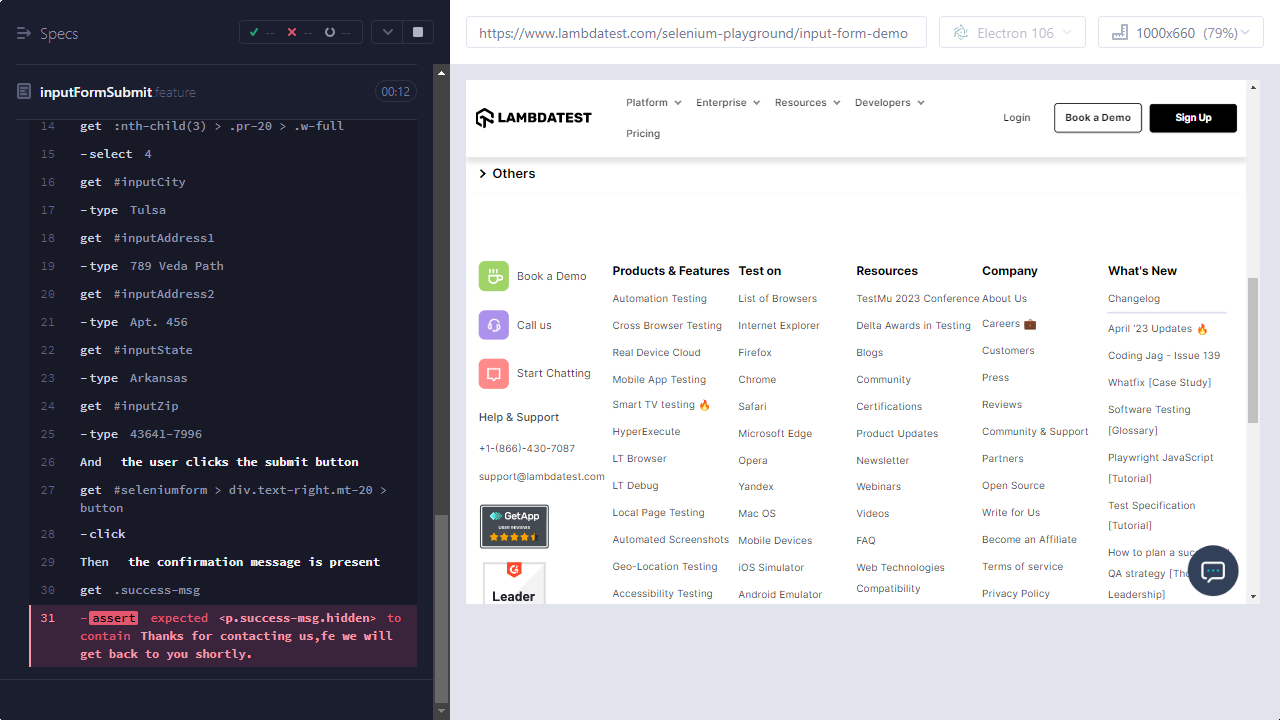 Specs
-- -- --
inputFormSubmit.feature 00:12
14 get :nth-child(3) > .pr-20 > .w-full
15 -select 4
16 get #inputCity
17 -type Tulsa
18 get #inputAddress1
19 -type 789 Veda Path
20 get #inputAddress2
21 -type Apt. 456
22 get #inputState
23 -type Arkansas
24 get #inputZip
25 -type 43641-7996
26 And the user clicks the submit button
27 get #seleniumform > div.text-right.mt-20 >
button
28 -click
29 Then the confirmation message is present
30 get .success-msg
31 -assert expected <p.success-msg.hidden> to
contain Thanks for contacting us,fe we will
get back to you shortly.
https://www.lambdatest.com/selenium-playground/input-form-demo
Electron 106
1000x660 (79%)
LAMBDATEST
Platform
Enterprise
Resources
Developers
Pricing
Login
Book a Demo
Sign Up
Others
Book a Demo
Call us
Start Chatting
Help & Support
+1-(866)-430-7087
support@lambdatest.com
GetApp
USER REVIEWS
Leader
Products & Features
Automation Testing
Cross Browser Testing
Real Device Cloud
Mobile App Testing
Smart TV testing 🔥
HyperExecute
LT Browser
LT Debug
Local Page Testing
Automated Screenshots
Geo-Location Testing
Accessibility Testing
Test on
List of Browsers
Internet Explorer
Firefox
Chrome
Safari
Microsoft Edge
Opera
Yandex
Mac OS
Mobile Devices
iOS Simulator
Android Emulator
Resources
TestMu 2023 Conference
Delta Awards in Testing
Blogs
Community
Certifications
Product Updates
Newsletter
Webinars
Videos
FAQ
Web Technologies
Compatibility
Company
About Us
Careers 💼
Customers
Press
Reviews
Community & Support
Partners
Open Source
Write for Us
Become an Affiliate
Terms of service
Privacy Policy
What's New
Changelog
April '23 Updates 🔥
Coding Jag - Issue 139
Whatfix [Case Study]
Software Testing
[Glossary]
Playwright JavaScript
[Tutorial]
Test Specification
[Tutorial]
How to plan a
QA strategy
Leadership]